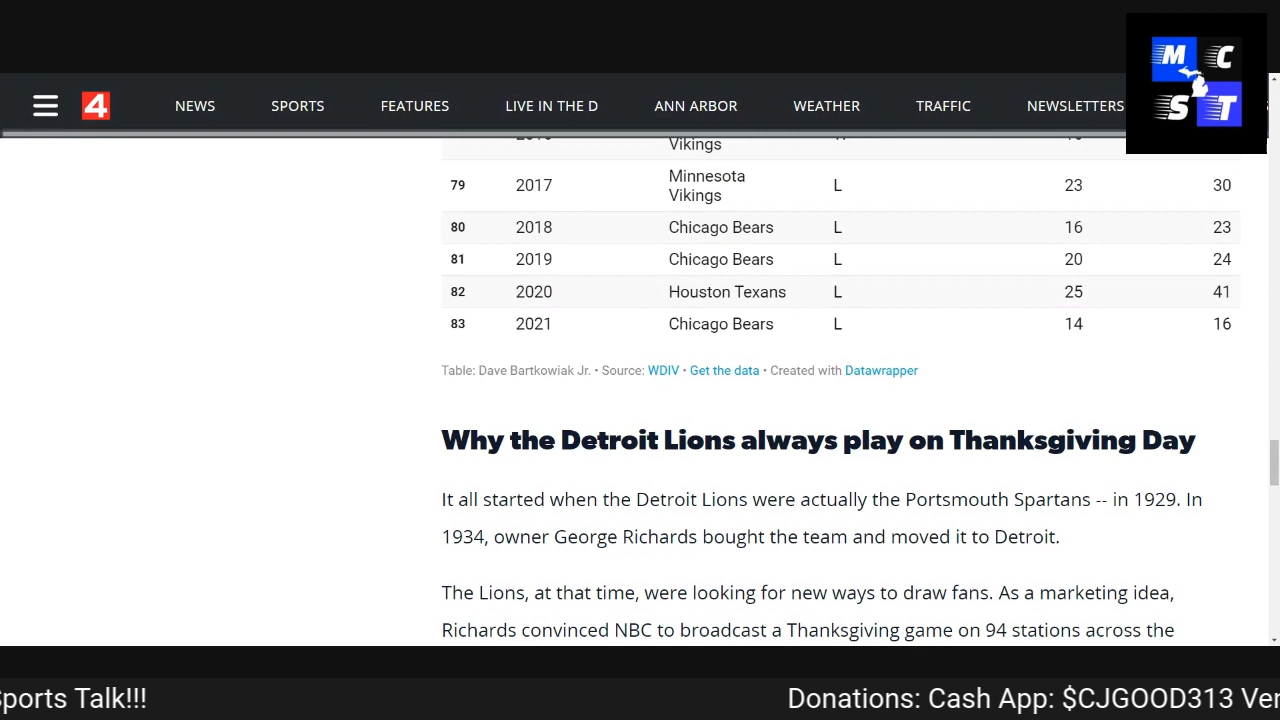 M C
S T
4 NEWS SPORTS FEATURES LIVE IN THE D ANN ARBOR WEATHER TRAFFIC NEWSLETTERS
Vikings
79 2017 Minnesota Vikings L 23 30
80 2018 Chicago Bears L 16 23
81 2019 Chicago Bears L 20 24
82 2020 Houston Texans L 25 41
83 2021 Chicago Bears L 14 16
Table: Dave Bartkowiak Jr. • Source: WDIV • Get the data • Created with Datawrapper
Why the Detroit Lions always play on Thanksgiving Day
It all started when the Detroit Lions were actually the Portsmouth Spartans -- in 1929. In
1934, owner George Richards bought the team and moved it to Detroit.
The Lions, at that time, were looking for new ways to draw fans. As a marketing idea,
Richards convinced NBC to broadcast a Thanksgiving game on 94 stations across the
Sports Talk!!! Donations: Cash App: $CJGOOD313 Ver